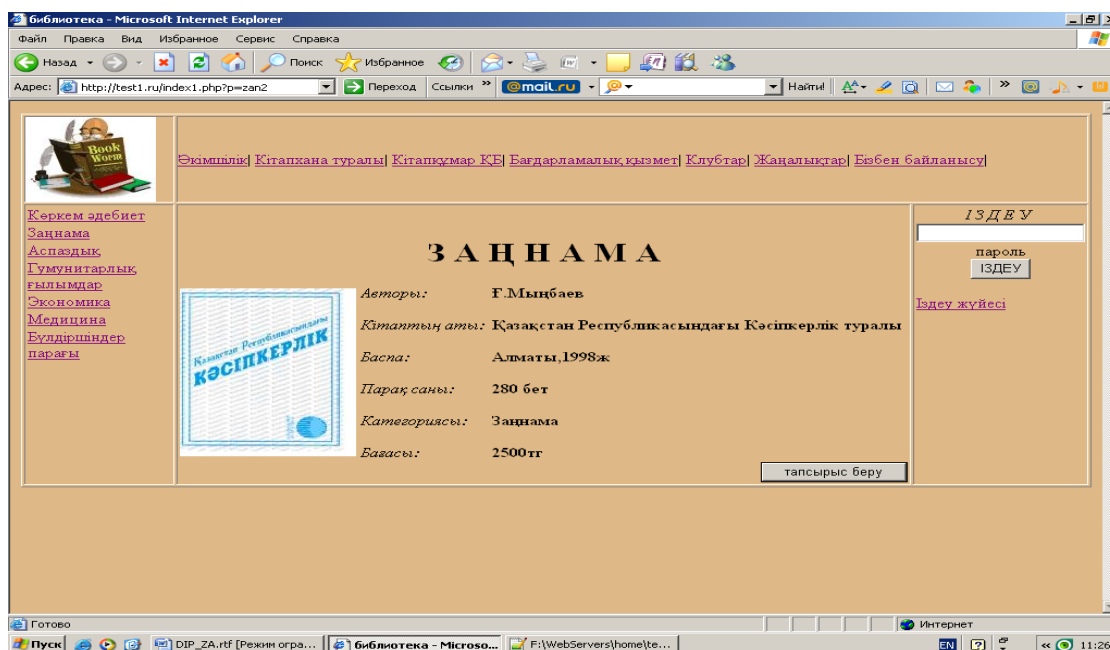 библиотека - Microsoft Internet Explorer
Файл Правка Вид Избранное Сервис Справка
Назад Поиск Избранное
Адрес: http://test1.ru/index1.php?p=zan2 Переход Ссылки » @mail.ru Найти! »
Book
Worm
Әкімшілік| Кітапхана туралы| Кітапқұмар ҚБ| Бағдарламалық қызмет| Клубтар| Жаңалықтар| Бізбен байланысу|
Көркем әдебиет
Заңнама
Аспаздық
Гумунитарлық
ғылымдар
Экономика
Медицина
Бүлдіршіндер
парағы
З А Ң Н А М А
Қазақстан Республикасындағы
КӘСІПКЕРЛІК
Авторы: Ғ.Мыңбаев
Кітаптың аты: Қазақстан Республикасындағы Кәсіпкерлік туралы
Баспа: Алматы,1998ж
Парақ саны: 280 бет
Категориясы: Заңнама
Бағасы: 2500тг
тапсырыс беру
І З Д Е У
пароль
ІЗДЕУ
Іздеу жүйесі
Готово Интернет
Пуск DIP_ZA.rtf [Режим огра... библиотека - Microso... F:\WebServers\home\te... EN « 11:26